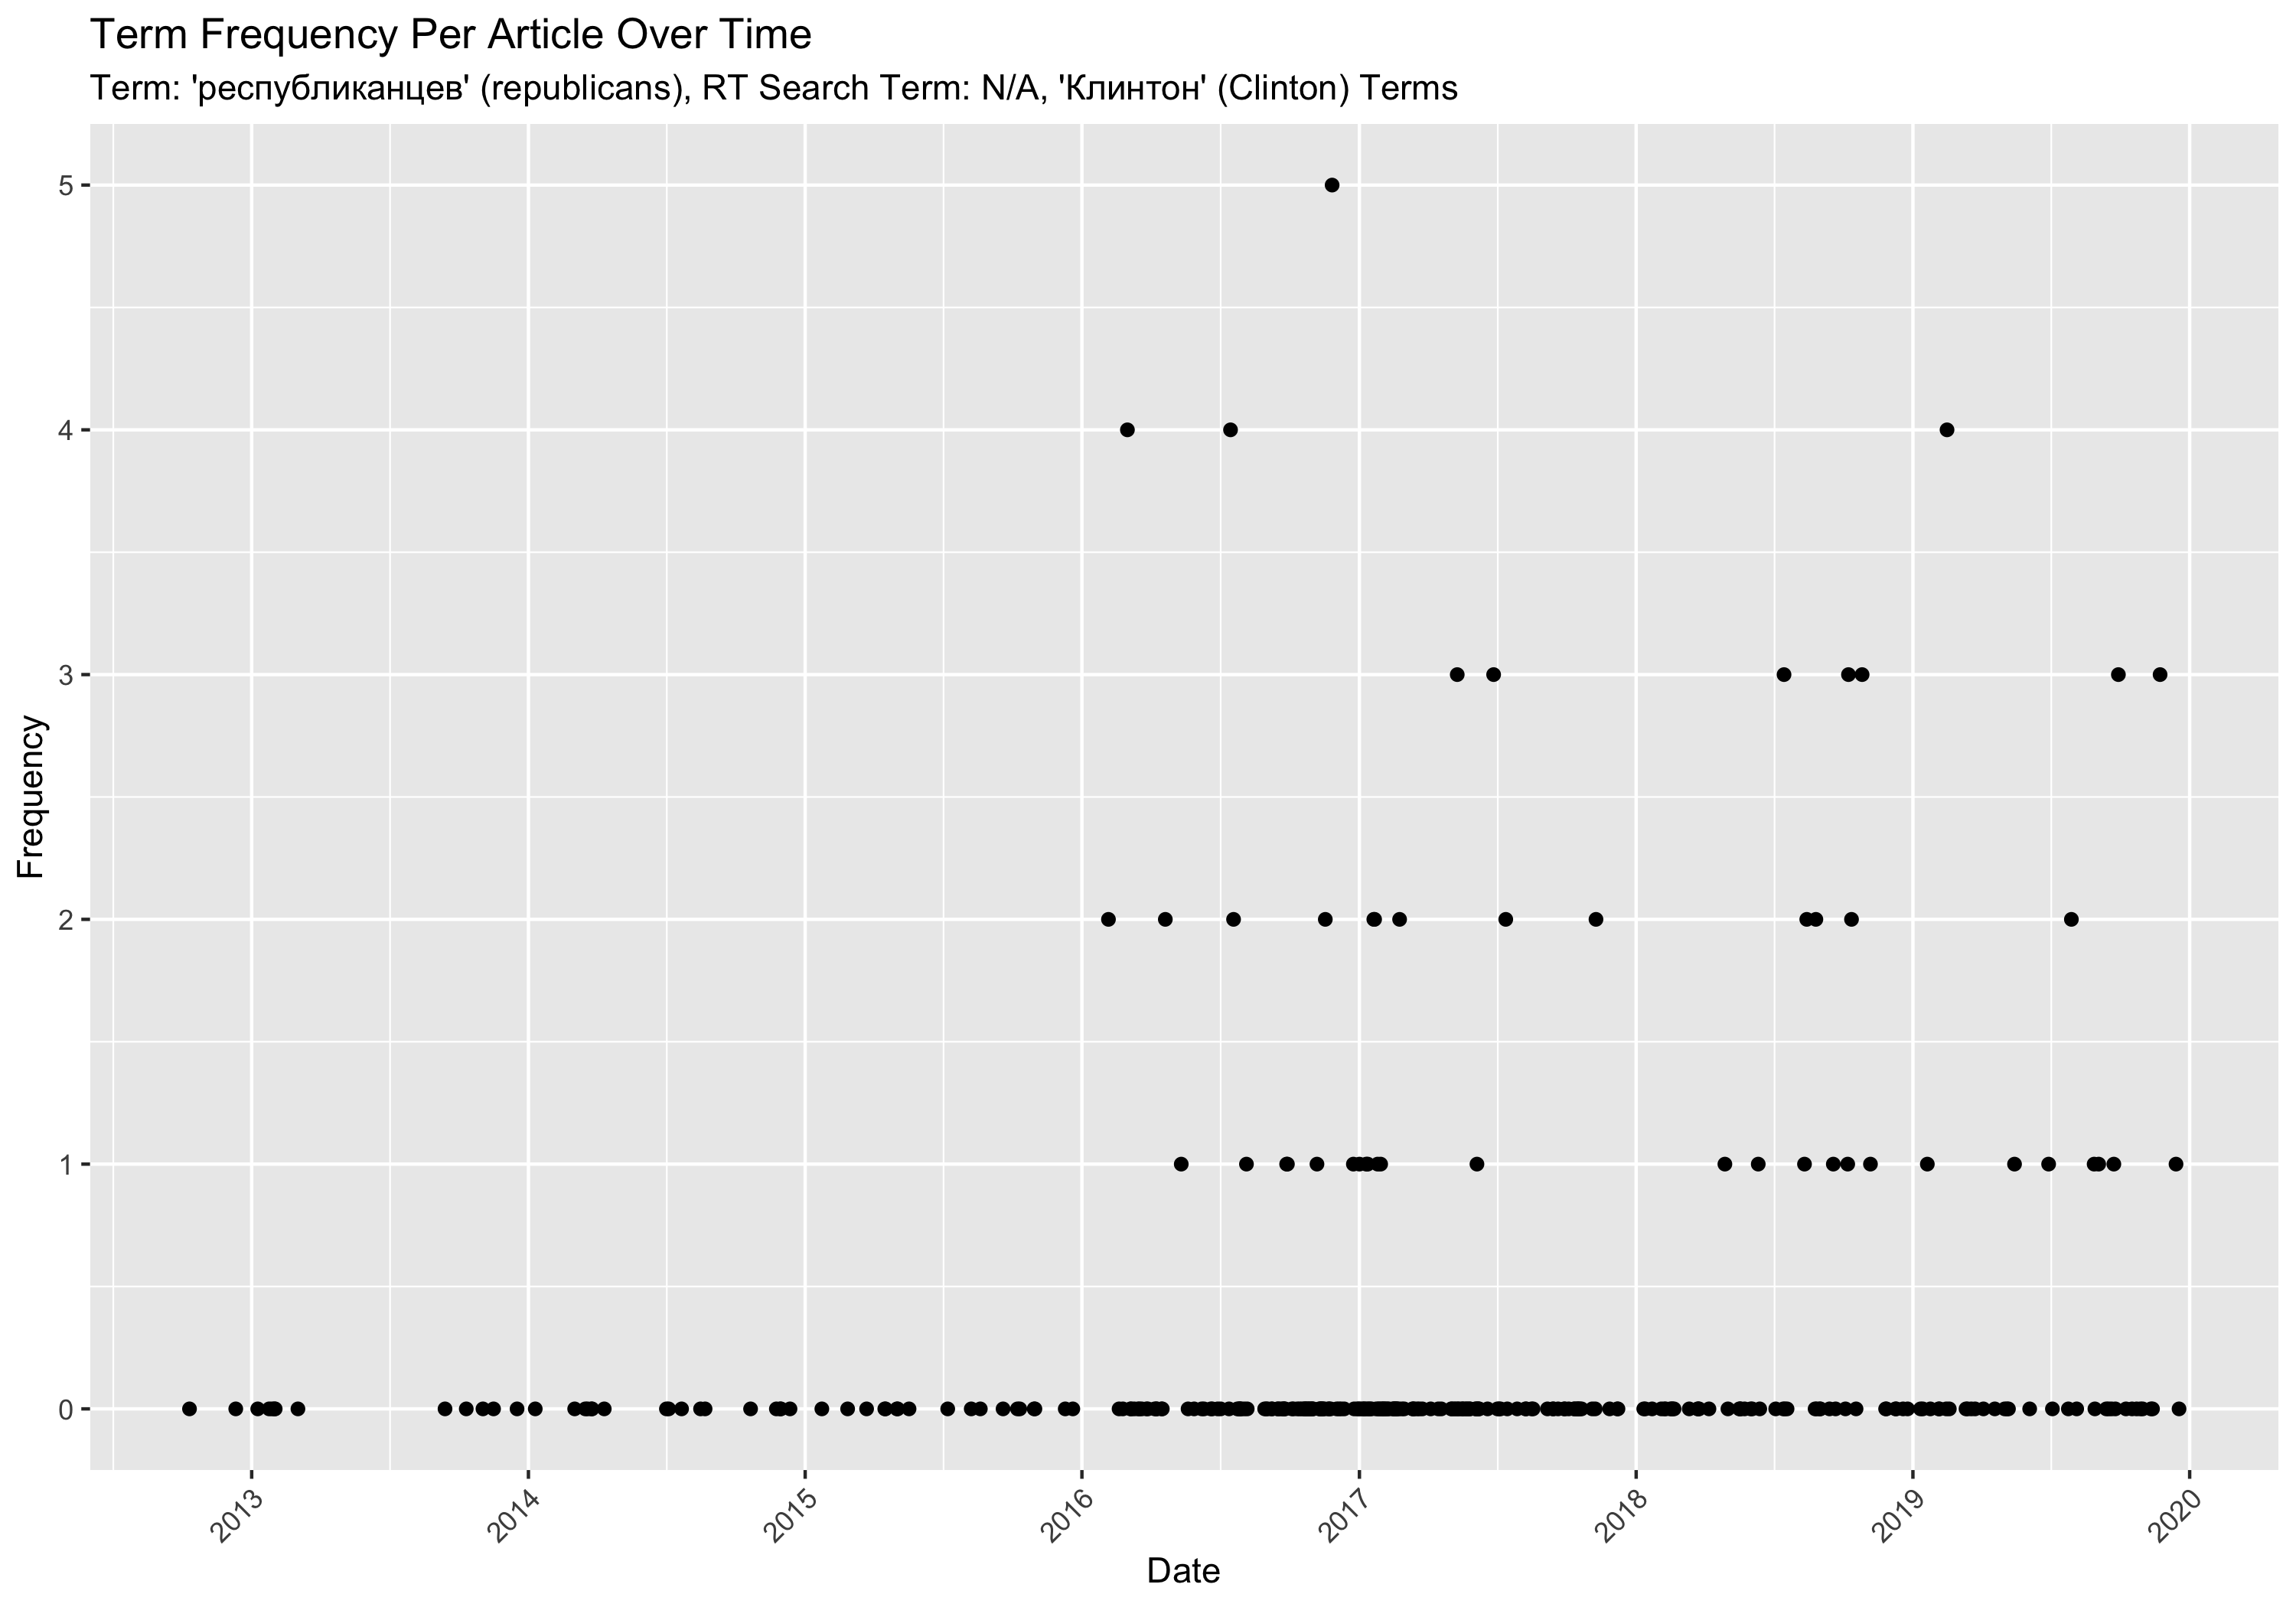 Term Frequency Per Article Over Time
Term: 'республиканцев' (republicans), RT Search Term: N/A, 'Клинтон' (Clinton) Terms
5
4
3
2
1
0
Frequency
2013 2014 2015 2016 2017 2018 2019 2020
Date